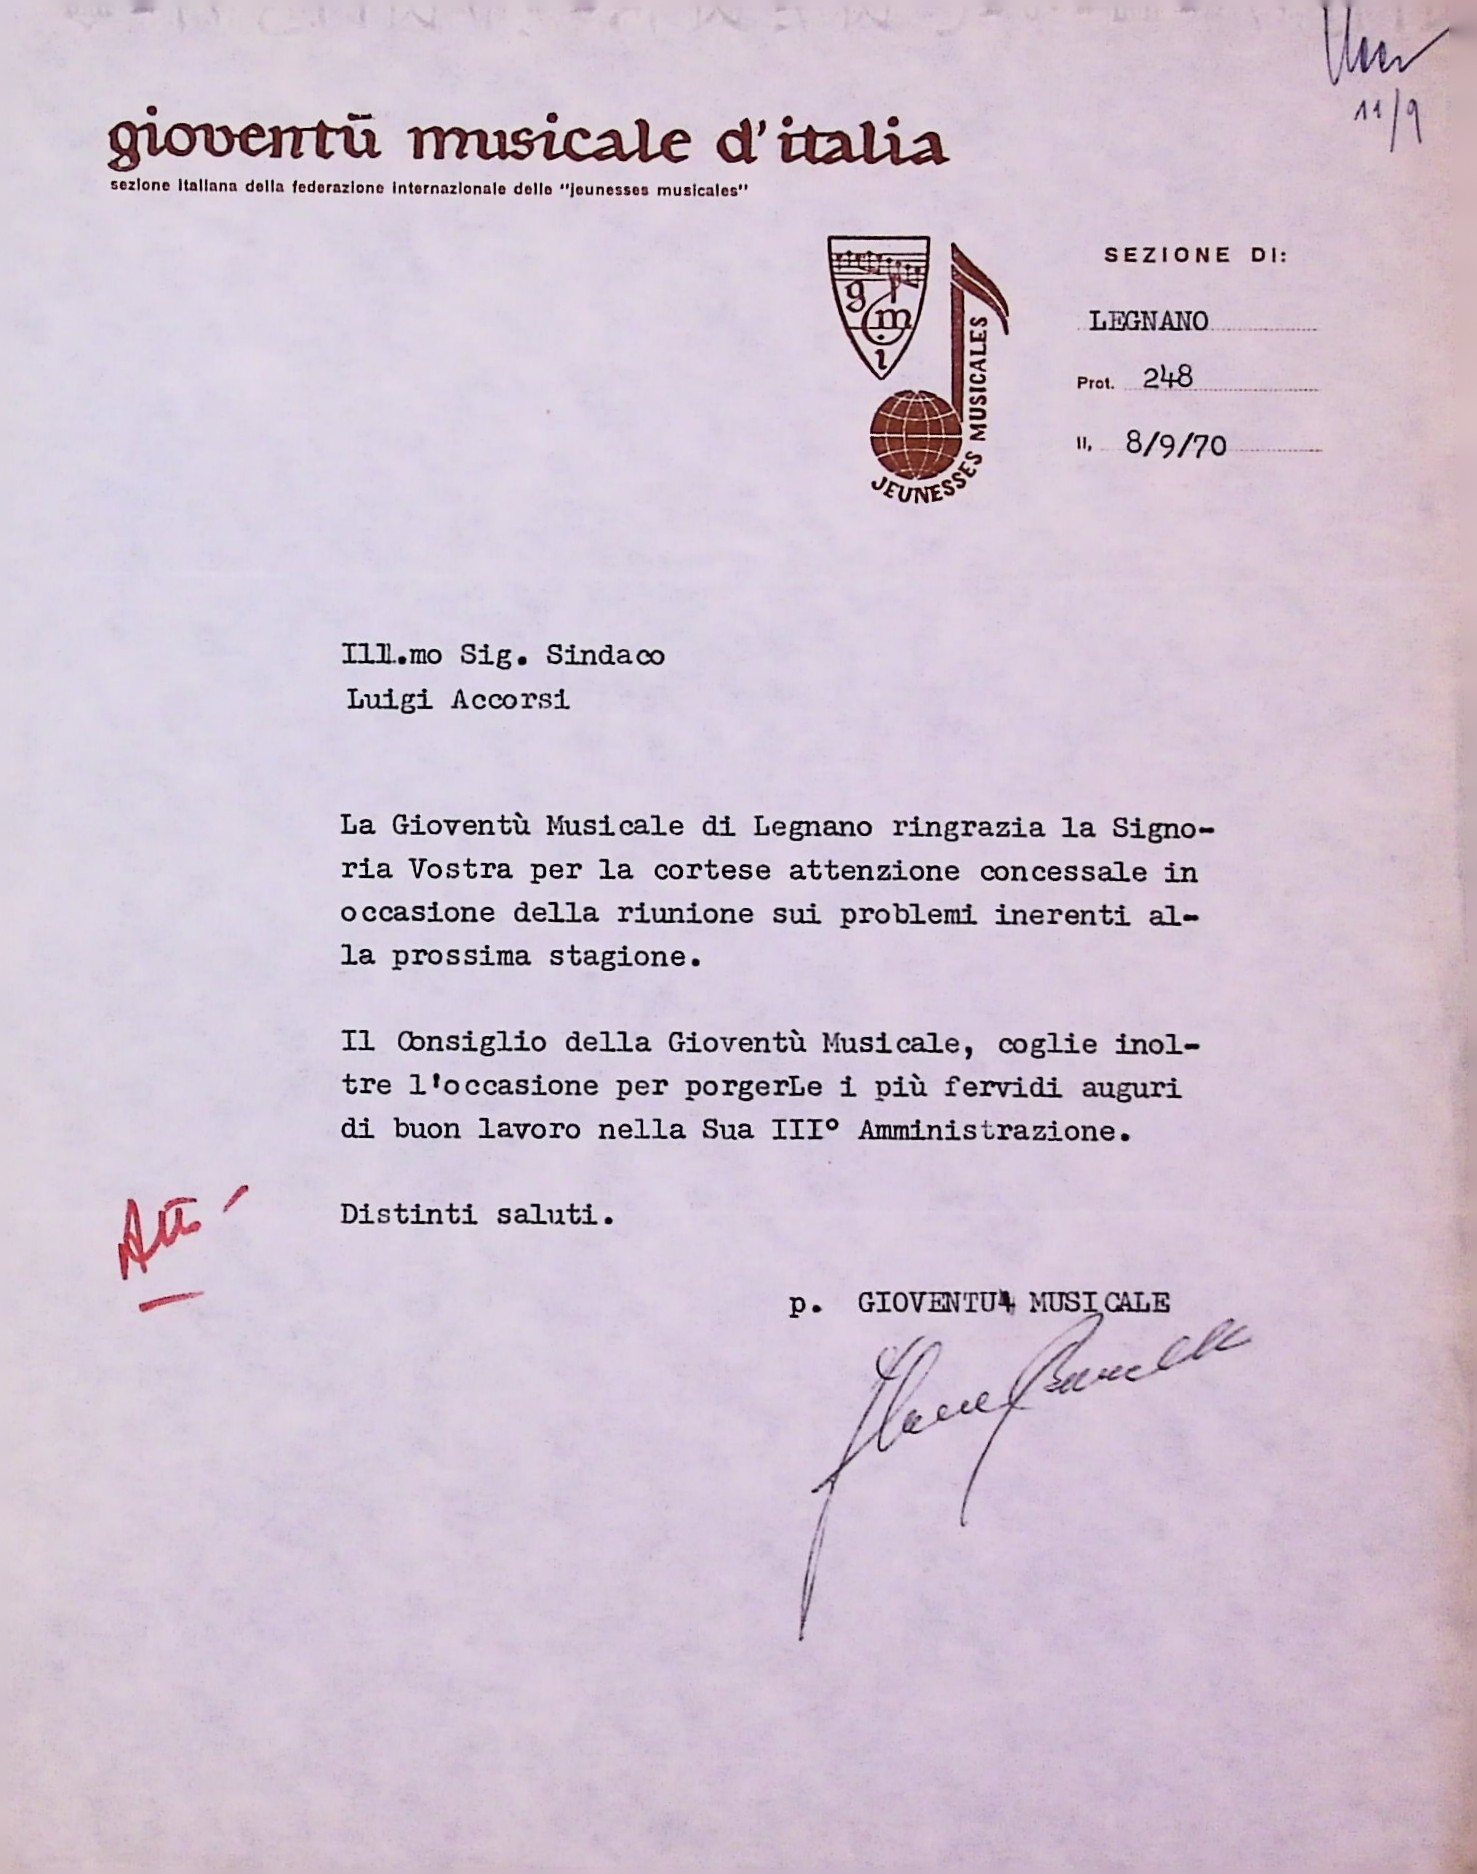 11/9
gioventū musicale d'italia
sezione italiana della federazione internazionale delle "jeunesses musicales"
g m i
JEUNESSES MUSICALES
SEZIONE DI:
LEGNANO
Prot. 248
Il, 8/9/70
Ill.mo Sig. Sindaco
Luigi Accorsi
La Gioventù Musicale di Legnano ringrazia la Signo-
ria Vostra per la cortese attenzione concessale in
occasione della riunione sui problemi inerenti al-
la prossima stagione.
Il Consiglio della Gioventù Musicale, coglie inol-
tre l'occasione per porgerLe i più fervidi auguri
di buon lavoro nella Sua III° Amministrazione.
Atti
Distinti saluti.
p. GIOVENTU' MUSICALE